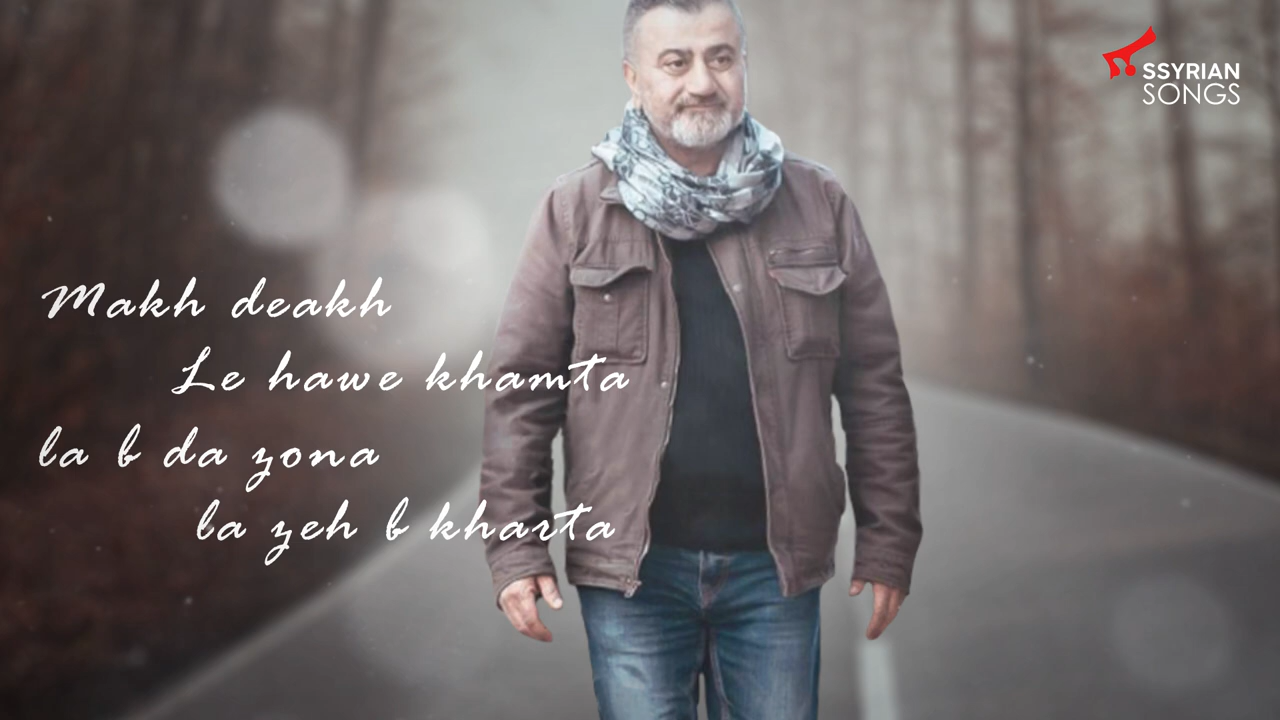 SSYRIAN
SONGS
Makh deakh
Le hawe khamta
la b da zona
la zeh b kharta